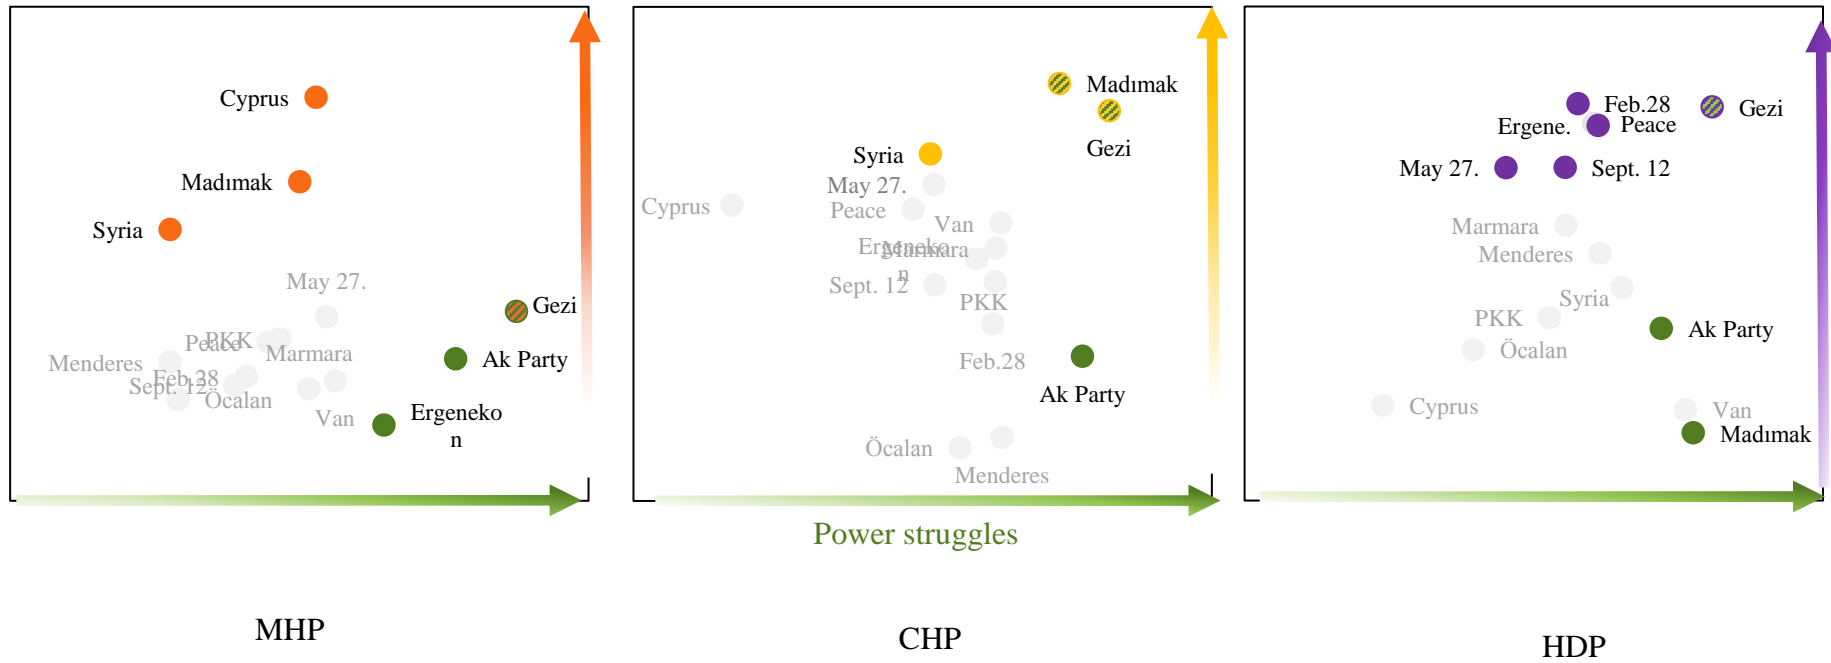 Cyprus
Madımak
Syria
May 27.
Peace
PKK
Marmara
Menderes
Feb.28
Sept. 12
Öcalan
Van
Gezi
Ak Party
Ergeneko
n
MHP
Madımak
Gezi
Syria
May 27.
Cyprus
Peace
Van
Ergeneko
n
Marmara
Sept. 12
PKK
Feb.28
Ak Party
Öcalan
Menderes
Power struggles
CHP
Feb.28
Gezi
Ergene.
Peace
May 27.
Sept. 12
Marmara
Menderes
Syria
PKK
Ak Party
Öcalan
Cyprus
Van
Madımak
HDP